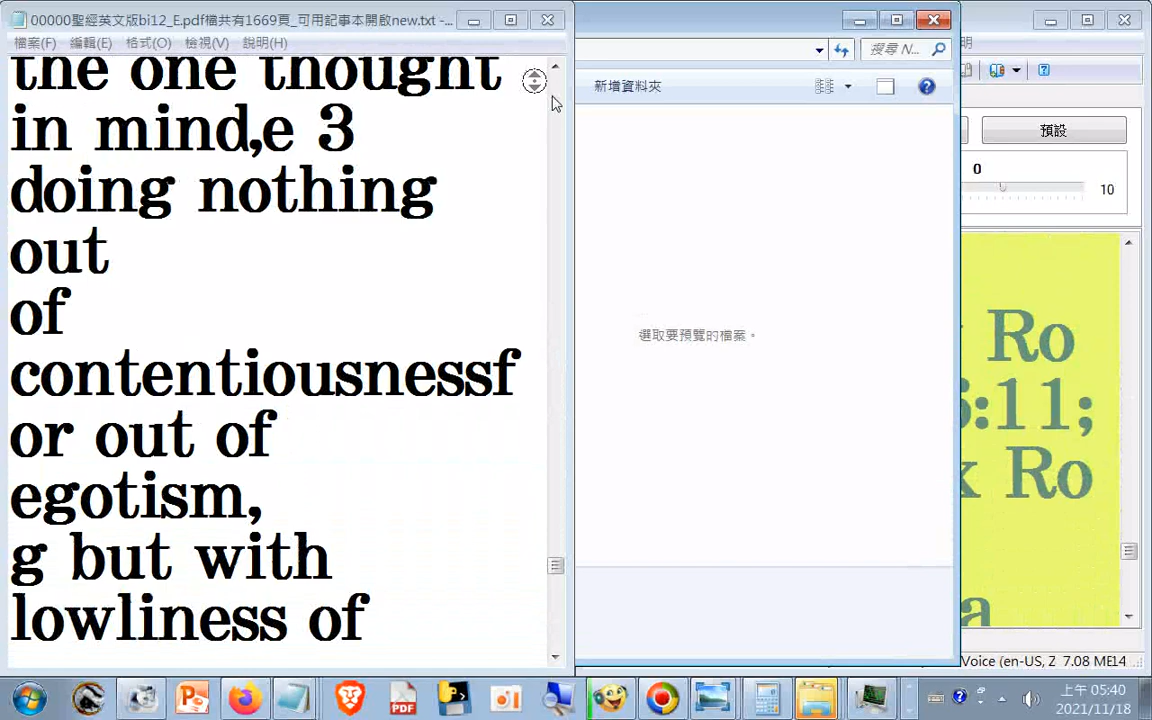 00000聖經英文版bi12_E.pdf檔共有1669頁_可用記事本開啟new.txt -...
檔案(F) 編輯(E) 格式(O) 檢視(V) 說明(H)
the one thought
in mind,e 3
doing nothing
out
of
contentiousnessf
or out of
egotism,
g but with
lowliness of
搜尋 N...
新增資料夾
選取要預覽的檔案。
明
預設
0
10
Ro
:11;
x Ro
a
Voice (en-US, Z 7.08 ME14
上午 05:40
2021/11/18